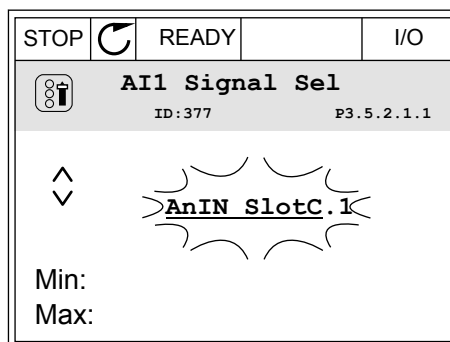 STOP READY I/O
AI1 Signal Sel
ID:377 P3.5.2.1.1
AnIN SlotC.1
Min:
Max: